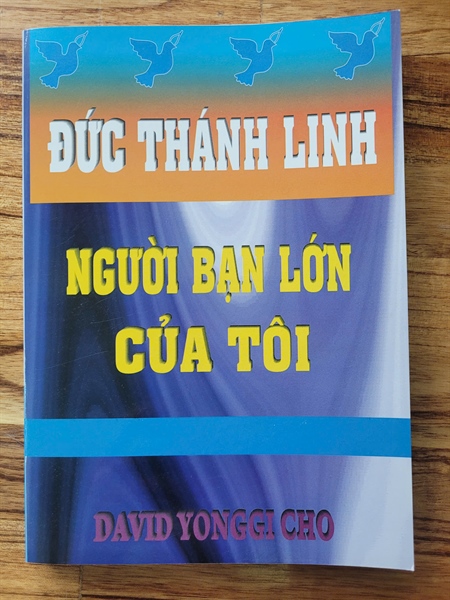 ĐỨC THÁNH LINH
NGƯỜI BẠN LỚN
CỦA TÔI
DAVID YONGGI CHO